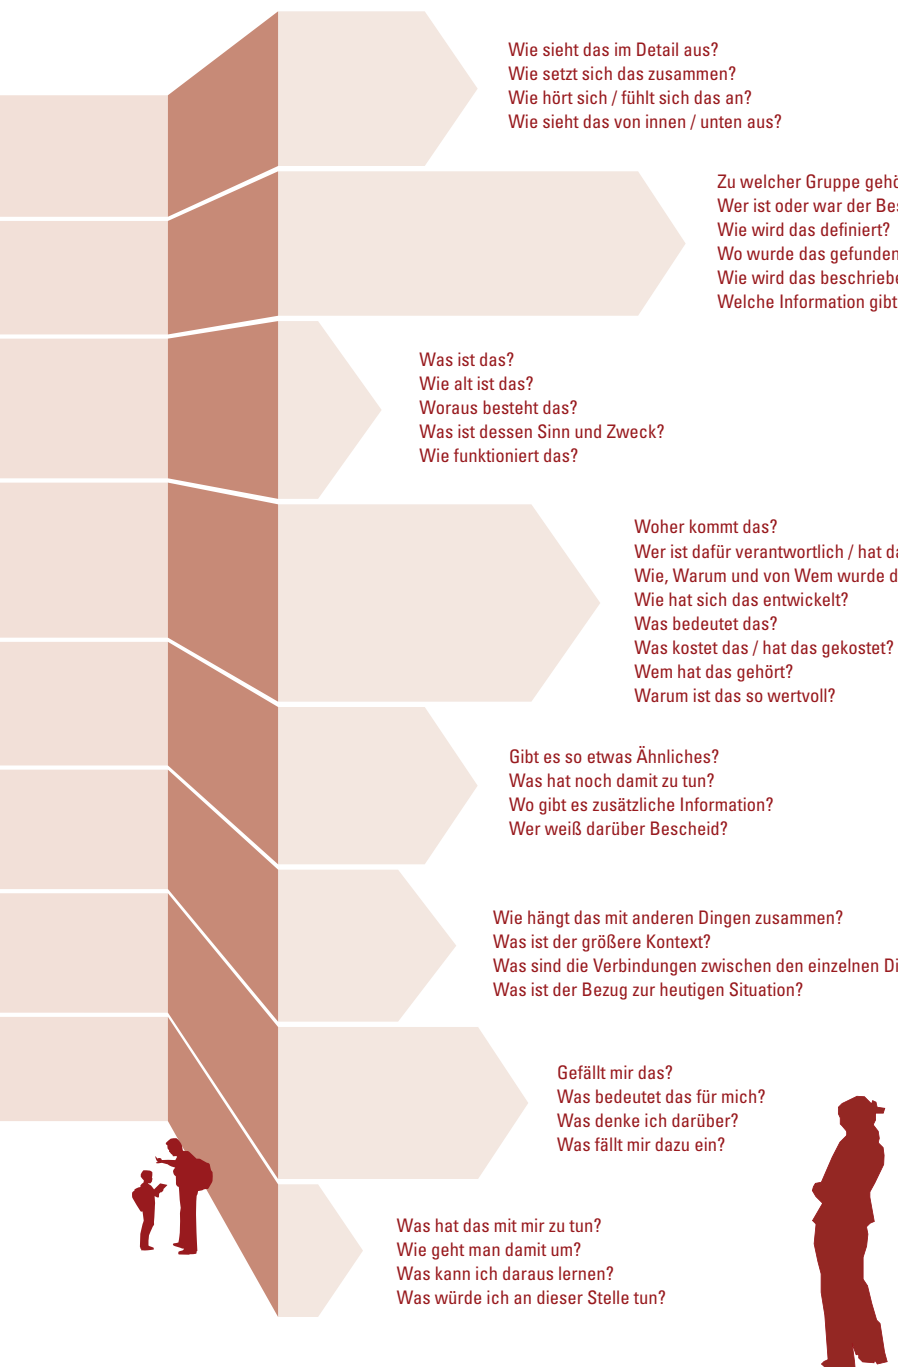 Wie sieht das im Detail aus?
Wie setzt sich das zusammen?
Wie hört sich / fühlt sich das an?
Wie sieht das von innen / unten aus?
Zu welcher Gruppe
Wer ist oder war der
Wie wird das definiert?
Wo wurde das gefunden
Wie wird das
Welche Information gibt
Was ist das?
Wie alt ist das?
Woraus besteht das?
Was ist dessen Sinn und Zweck?
Wie funktioniert das?
Woher kommt das?
Wer ist dafür verantwortlich / hat
Wie, Warum und von Wem wurde
Wie hat sich das entwickelt?
Was bedeutet das?
Was kostet das / hat das gekostet?
Wem hat das gehört?
Warum ist das so wertvoll?
Gibt es so etwas Ähnliches?
Was hat noch damit zu tun?
Wo gibt es zusätzliche Information?
Wer weiß darüber Bescheid?
Wie hängt das mit anderen Dingen zusammen?
Was ist der größere Kontext?
Was sind die Verbindungen zwischen den einzelnen
Was ist der Bezug zur heutigen Situation?
Gefällt mir das?
Was bedeutet das für mich?
Was denke ich darüber?
Was fällt mir dazu ein?
Was hat das mit mir zu tun?
Wie geht man damit um?
Was kann ich daraus lernen?
Was würde ich an dieser Stelle tun?